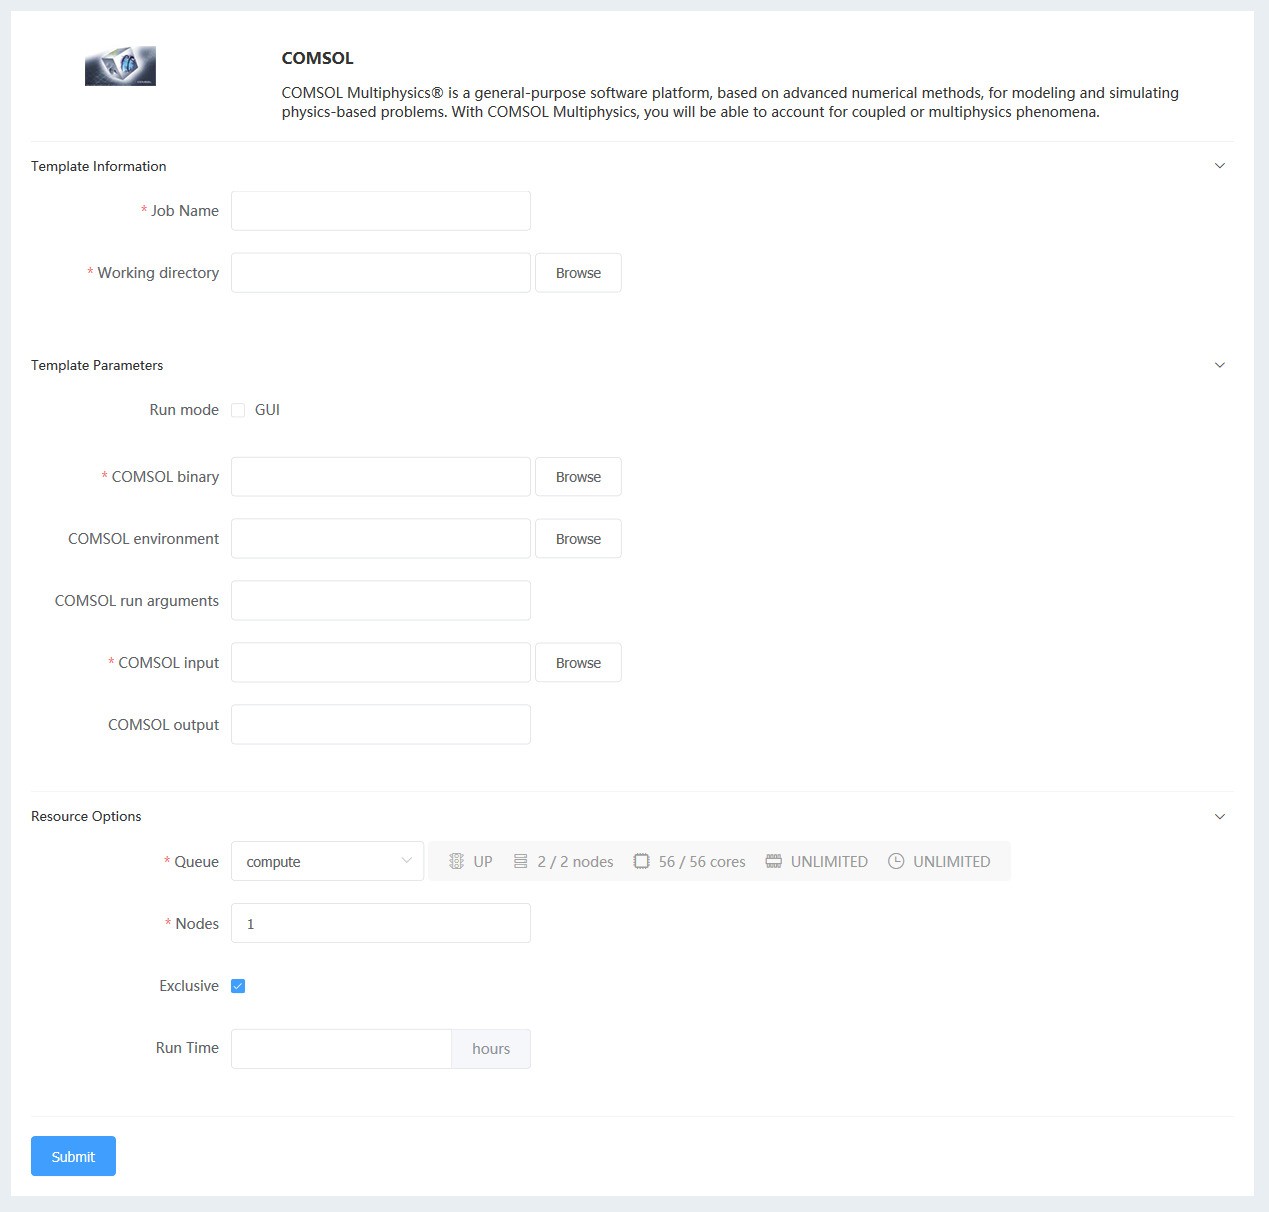 COMSOL
COMSOL Multiphysics® is a general-purpose software platform, based on advanced numerical methods, for modeling and simulating
physics-based problems. With COMSOL Multiphysics, you will be able to account for coupled or multiphysics phenomena.
Template Information
* Job Name
* Working directory Browse
Template Parameters
Run mode GUI
* COMSOL binary Browse
COMSOL environment Browse
COMSOL run arguments
* COMSOL input Browse
COMSOL output
Resource Options
* Queue compute UP 2 / 2 nodes 56 / 56 cores UNLIMITED UNLIMITED
* Nodes 1
Exclusive
Run Time hours
Submit